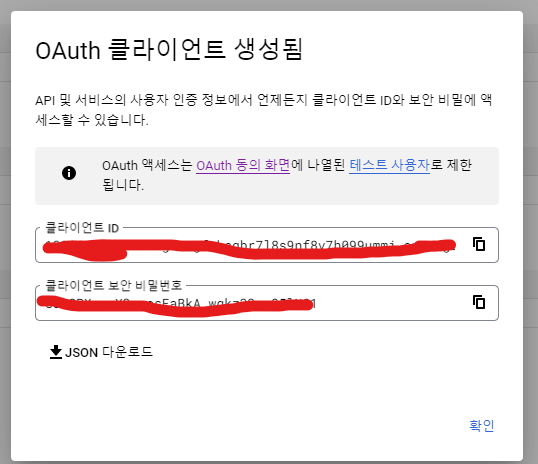 OAuth 클라이언트 생성됨
API 및 서비스의 사용자 인증 정보에서 언제든지 클라이언트 ID와 보안 비밀에 액
세스할 수 있습니다.
OAuth 액세스는 OAuth 동의 화면에 나열된 테스트 사용자로 제한
됩니다.
클라이언트 ID
클라이언트 보안 비밀번호
JSON 다운로드
확인